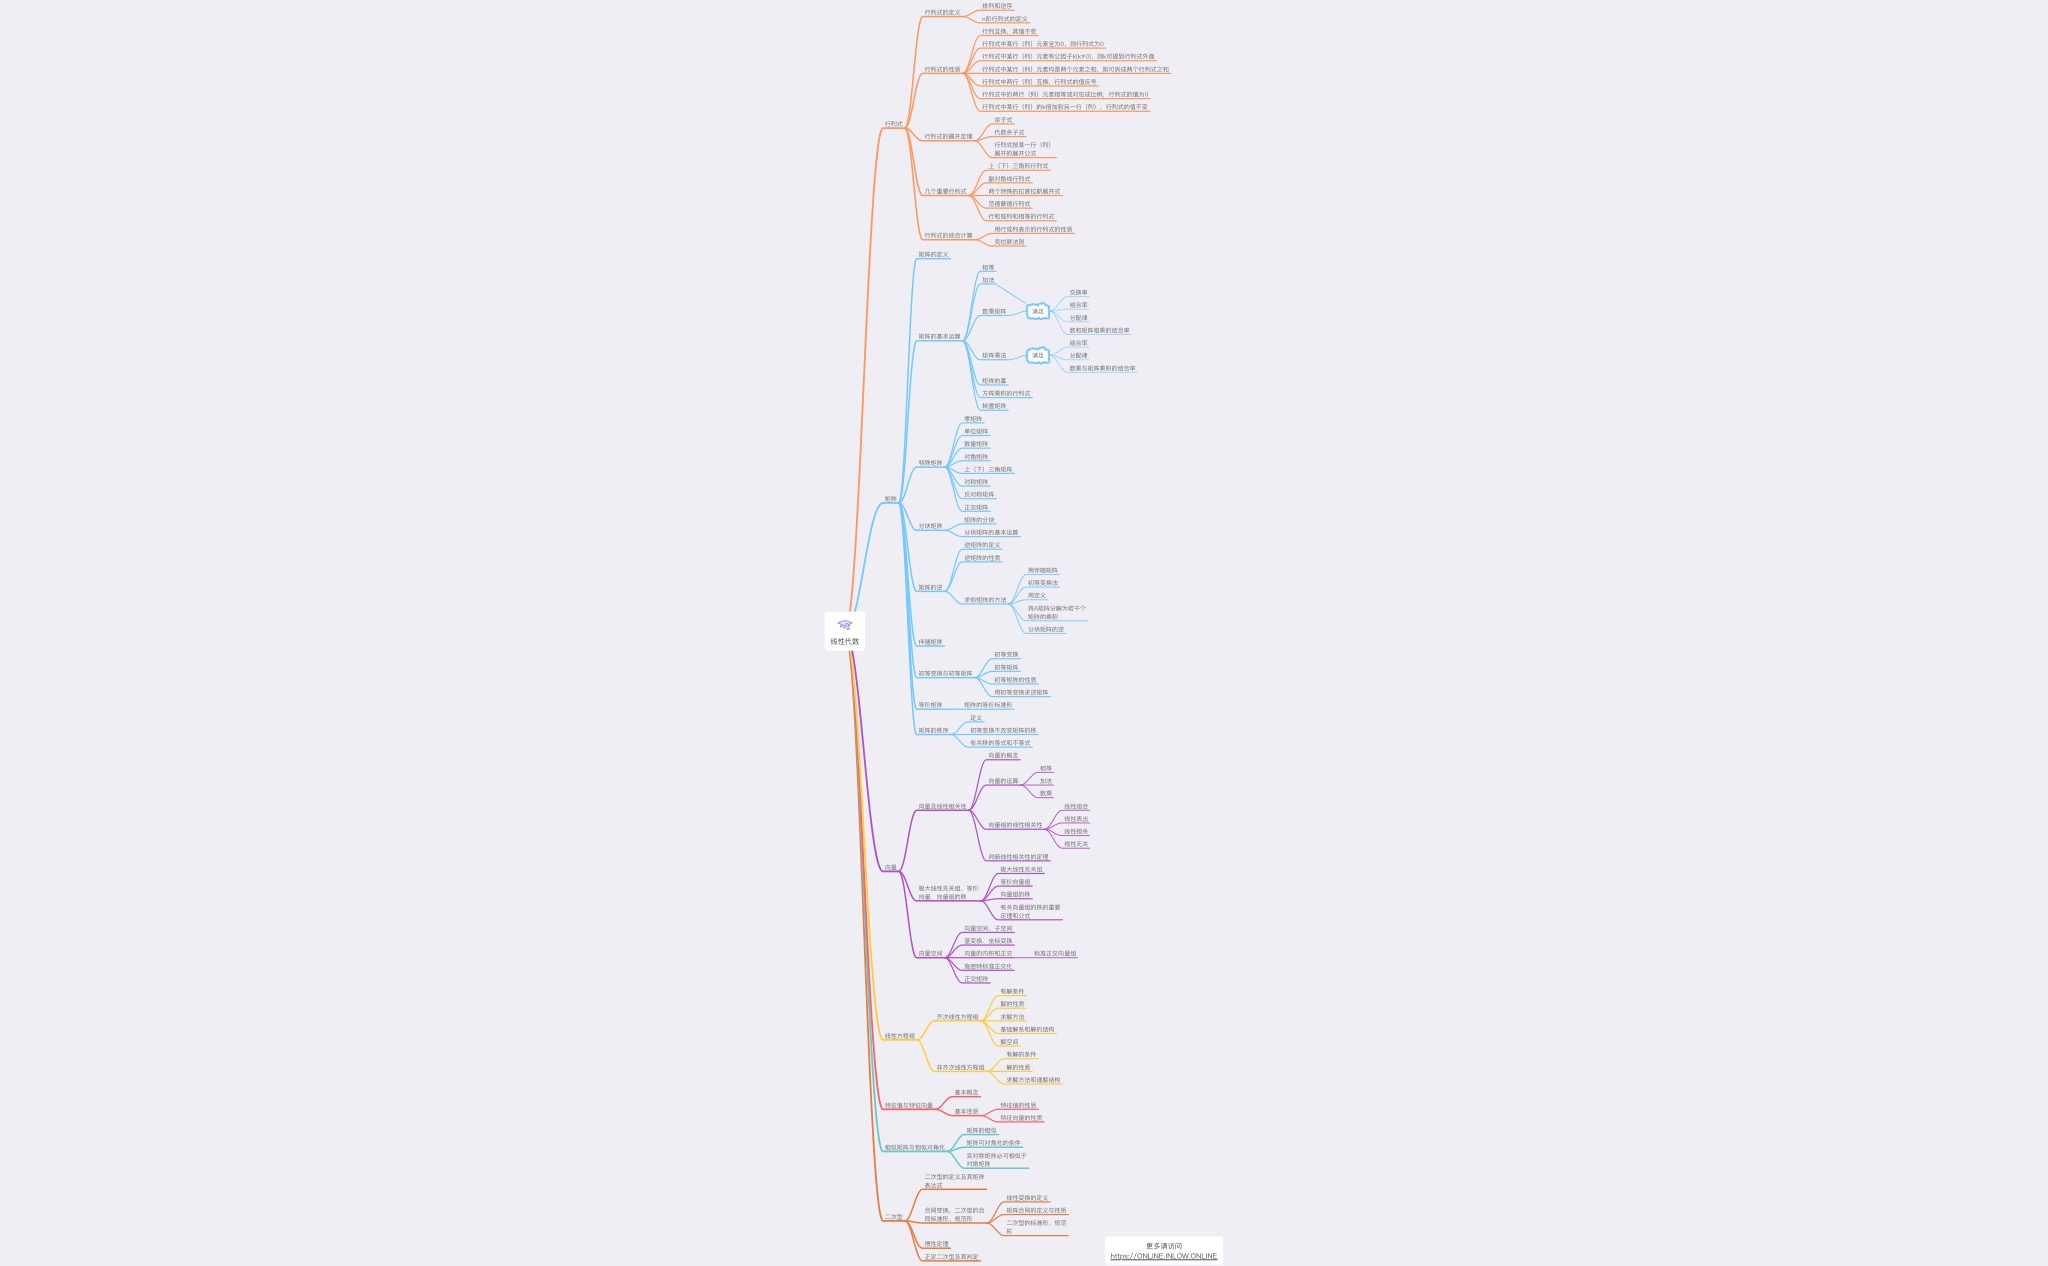 线性代数
行列式
行列式的定义
排列和逆序
n阶行列式的定义
行列式的性质
行列互换，其值不变
行列式中某行（列）元素全为0，则行列式为0
行列式中某行（列）元素有公因子k(k≠0)，则k可提到行列式外面
行列式中某行（列）元素均是两个元素之和，则可拆成两个行列式之和
行列式中两行（列）互换，行列式的值反号
行列式中的两行（列）元素相等或对应成比例，行列式的值为0
行列式中某行（列）的k倍加到另一行（列），行列式的值不变
行列式的展开定理
余子式
代数余子式
行列式按某一行（列）
展开的展开公式
几个重要行列式
上（下）三角形行列式
副对角线行列式
两个特殊的拉普拉斯展开式
范德蒙德行列式
行和或列和相等的行列式
行列式的综合计算
用行或列表示的行列式的性质
克拉默法则
矩阵
矩阵的定义
矩阵的基本运算
相等
加法
数乘矩阵
满足
交换率
结合率
分配律
数和矩阵相乘的结合率
矩阵乘法
满足
结合率
分配律
数乘与矩阵乘积的结合率
矩阵的幂
方阵乘积的行列式
转置矩阵
特殊矩阵
零矩阵
单位矩阵
数量矩阵
对角矩阵
上（下）三角矩阵
对称矩阵
反对称矩阵
正交矩阵
分块矩阵
矩阵的分块
分块矩阵的基本运算
矩阵的逆
逆矩阵的定义
逆矩阵的性质
求你矩阵的方法
用伴随矩阵
初等变换法
用定义
将A矩阵分解为若干个
矩阵的乘积
分块矩阵的逆
伴随矩阵
初等变换与初等矩阵
初等变换
初等矩阵
初等矩阵的性质
用初等变换求逆矩阵
等价矩阵
矩阵的等价标准形
矩阵的秩序
定义
初等变换不改变矩阵的秩
有关秩的等式和不等式
向量
向量及线性相关性
向量的概念
向量的运算
相等
加法
数乘
向量组的线性相关性
线性组合
线性表出
线性相关
线性无关
判断线性相关性的定理
极大线性无关组、等价
向量、向量组的秩
极大线性无关组
等价向量组
向量组的秩
有关向量组的秩的重要
定理和公式
向量空间
向量空间、子空间
基变换、坐标变换
向量的内积和正交
标准正交向量组
施密特标准正交化
正交矩阵
线性方程组
齐次线性方程组
有解条件
解的性质
求解方法
基础解系和解的结构
解空间
非齐次线性方程组
有解的条件
解的性质
求解方法和通解结构
特征值与特征向量
基本概念
基本性质
特征值的性质
特征向量的性质
相似矩阵与相似对角化
矩阵的相似
矩阵可对角化的条件
实对称矩阵必可相似于
对角矩阵
二次型
二次型的定义及其矩阵
表达式
合同变换、二次型的合
同标准形、规范形
线性变换的定义
矩阵合同的定义与性质
二次型的标准形、规范
形
惯性定理
正定二次型及其判定
更多请访问
https://ONLINE.INLOW.ONLINE